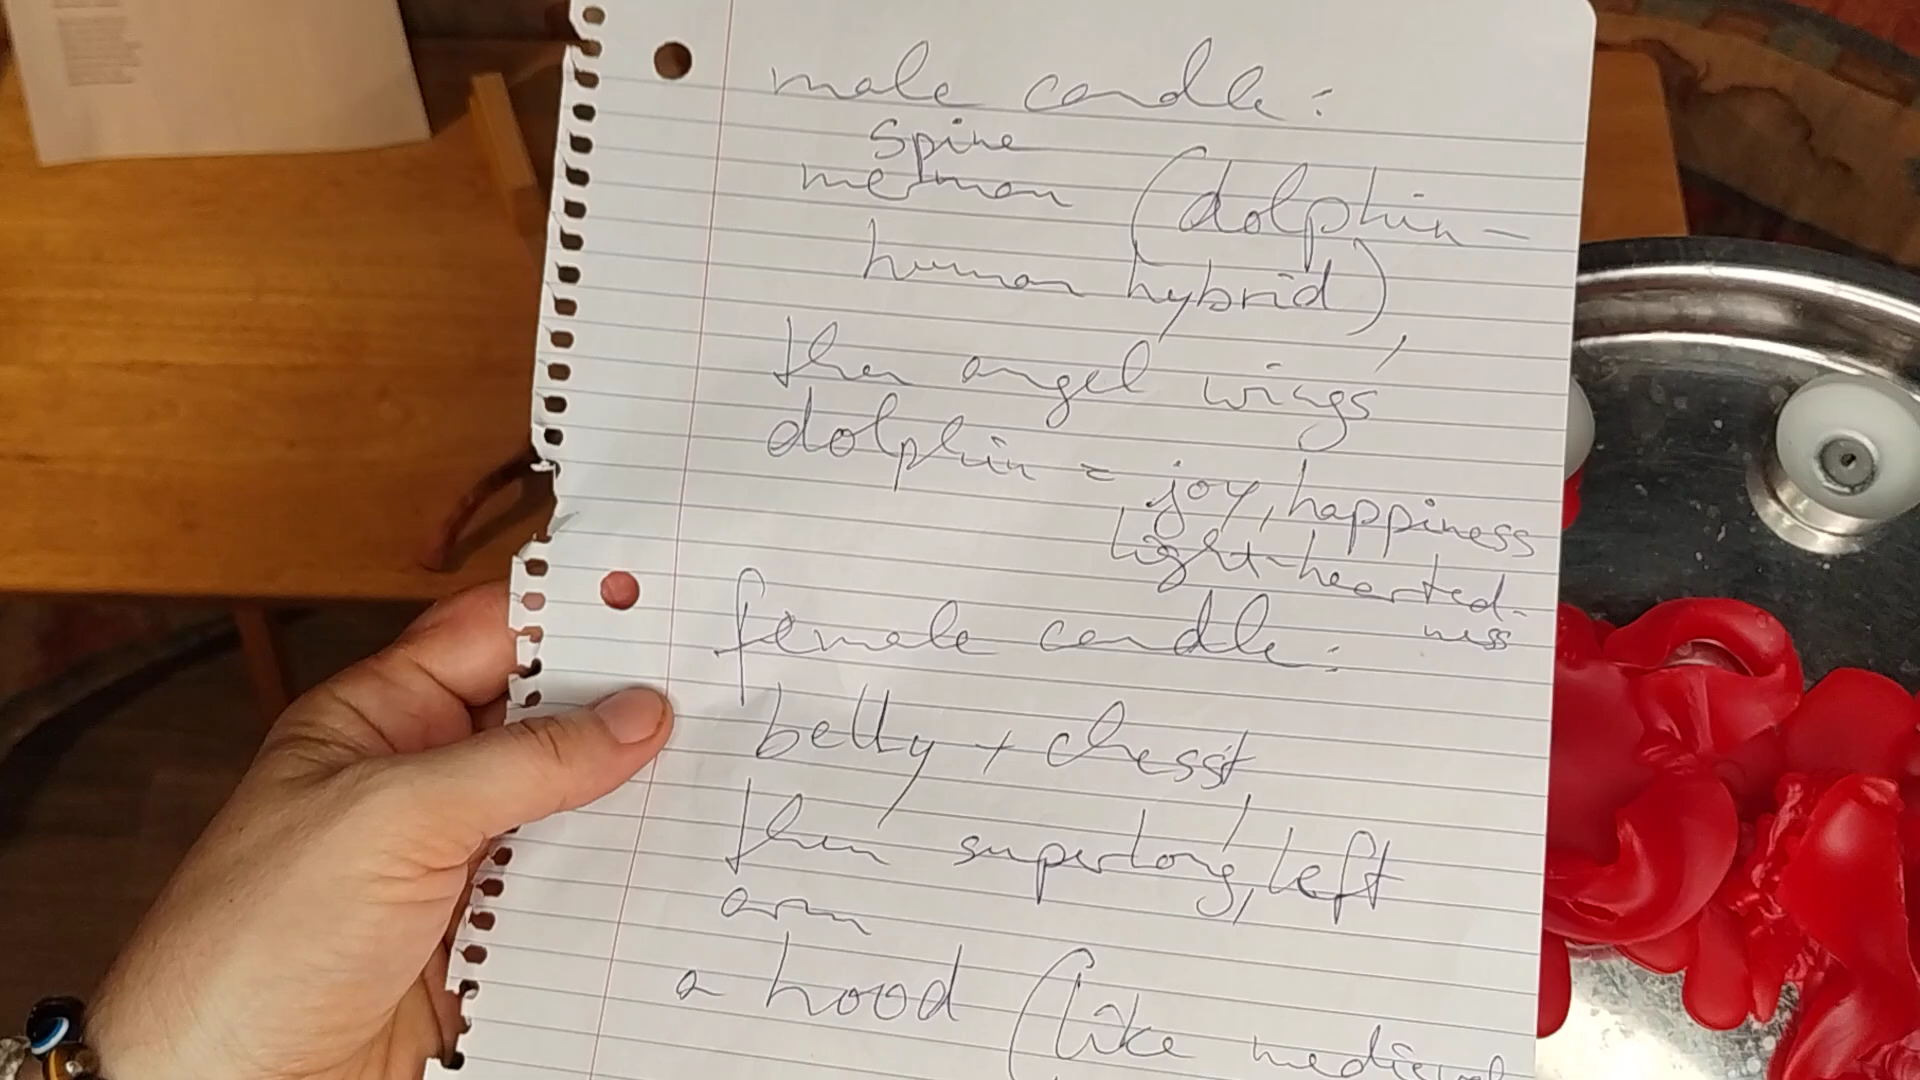 male candle:
spine
merman (dolphin-
human hybrid),
then angel wings
dolphin = joy, happiness
light-hearted-
ness
female candle:
belly + chesst,
then superlong, left
arm
a hood (like medieval